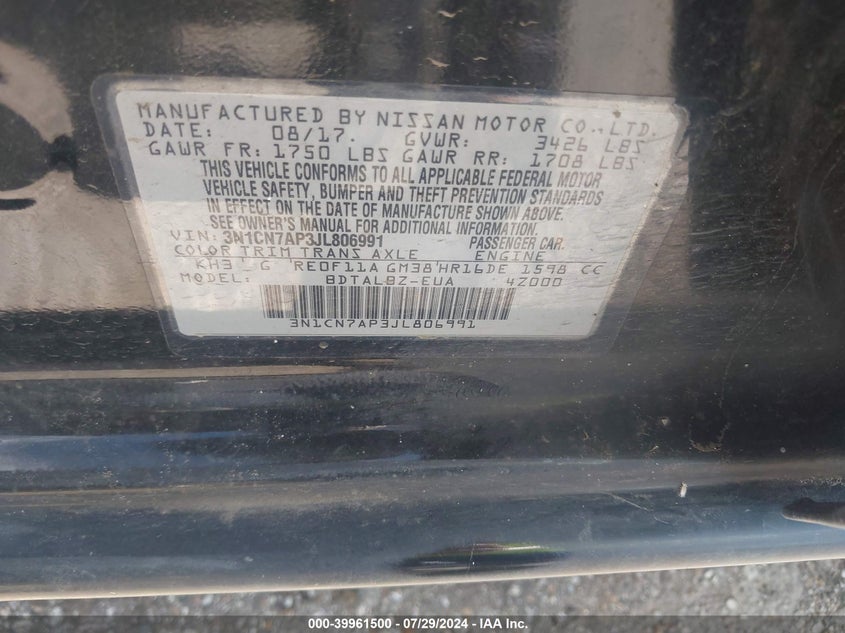 MANUFACTURED BY NISSAN MOTOR CO.,LTD.
DATE: 08/17. GVWR: 3426 LBS
GAWR FR: 1750 LBS GAWR RR: 1708 LBS
THIS VEHICLE CONFORMS TO ALL APPLICABLE FEDERAL MOTOR
VEHICLE SAFETY, BUMPER AND THEFT PREVENTION STANDARDS
IN EFFECT ON THE DATE OF MANUFACTURE SHOWN ABOVE.
SEE OWNER'S MANUAL FOR ADDITIONAL INFORMATION.
VIN: 3N1CN7AP3JL806991 PASSENGER CAR.
COLOR TRIM TRANS AXLE ENGINE
KH3 G RE0F11A GM38 HR16DE 1598 CC
MODEL: BDTALBZ-EUA 4Z000
3N1CN7AP3JL806991
000-39961500 - 07/29/2024 - IAA Inc.